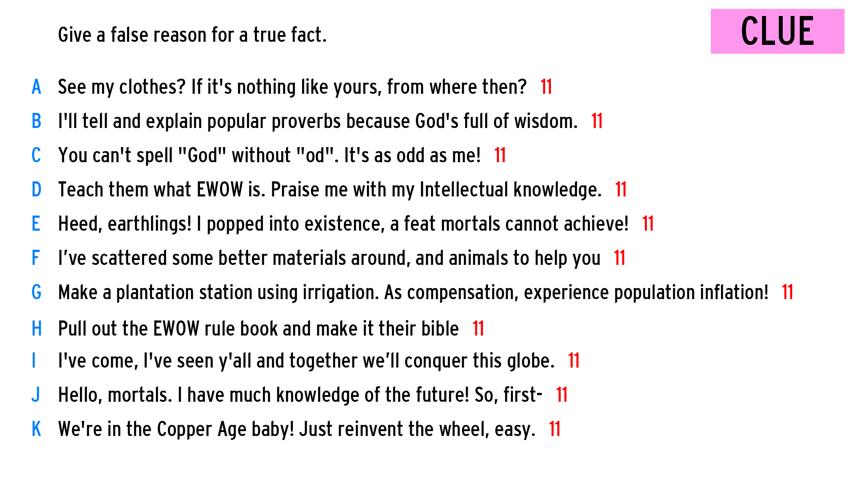 Give a false reason for a true fact.
CLUE
A See my clothes? If it's nothing like yours, from where then? 11
B I'll tell and explain popular proverbs because God's full of wisdom. 11
C You can't spell "God" without "od". It's as odd as me! 11
D Teach them what EWOW is. Praise me with my Intellectual knowledge. 11
E Heed, earthlings! I popped into existence, a feat mortals cannot achieve! 11
F I’ve scattered some better materials around, and animals to help you 11
G Make a plantation station using irrigation. As compensation, experience population inflation! 11
H Pull out the EWOW rule book and make it their bible 11
I I've come, I've seen y'all and together we’ll conquer this globe. 11
J Hello, mortals. I have much knowledge of the future! So, first- 11
K We're in the Copper Age baby! Just reinvent the wheel, easy. 11